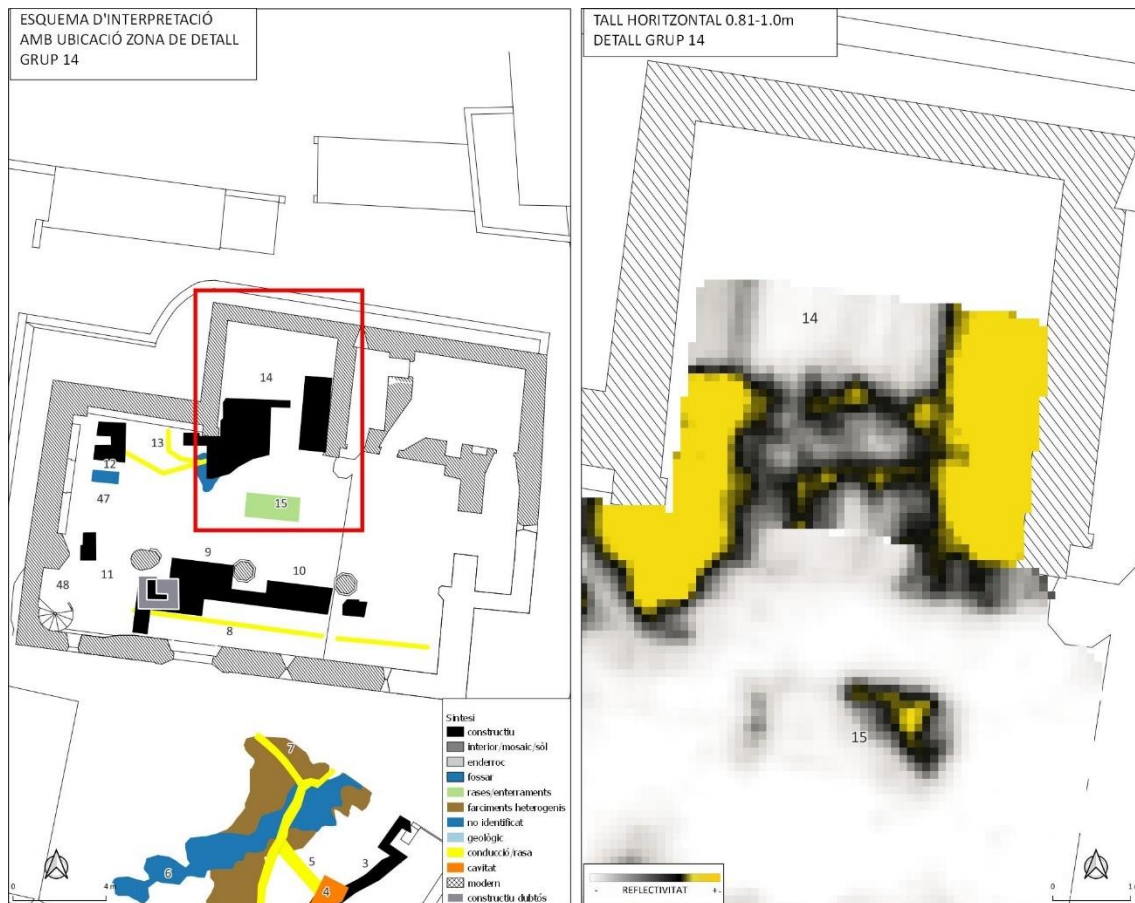 ESQUEMA D'INTERPRETACIÓ
AMB UBICACIÓ ZONA DE DETALL
GRUP 14
14
13
12
47
15
9
10
11
48
8
7
5
3
6
4
0 4 m
Síntesi
constructiu
interior/mosaic/sòl
enderroc
fossar
rases/enterraments
farciments heterogenis
no identificat
geològic
conducció/rasa
cavitat
modern
constructiu dubtós
TALL HORITZONTAL 0.81-1.0m
DETALL GRUP 14
14
15
- REFLECTIVITAT +
0 1